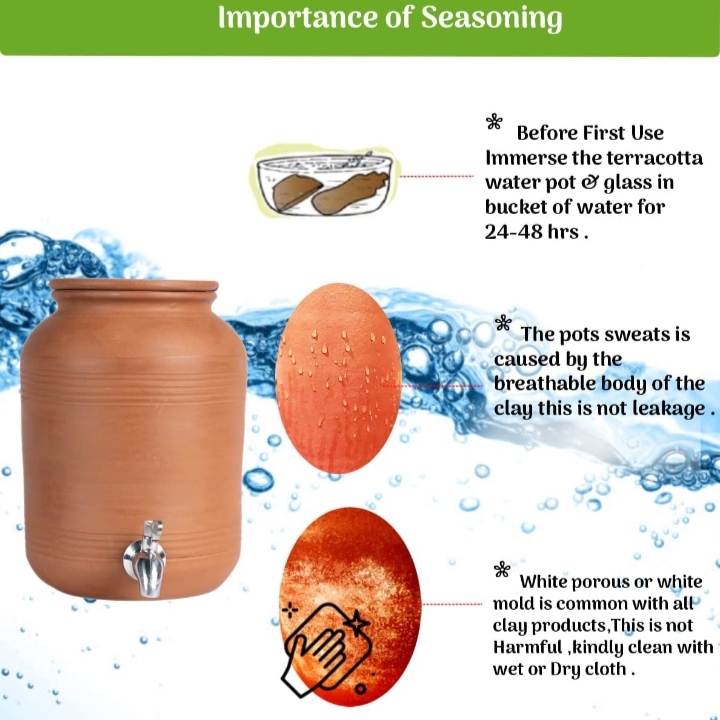 Importance of Seasoning
* Before First Use
Immerse the terracotta
water pot & glass in
bucket of water for
24-48 hrs .
* The pots sweats is
caused by the
breathable body of the
clay this is not leakage .
* White porous or white
mold is common with all
clay products,This is not
Harmful ,kindly clean with
wet or Dry cloth .